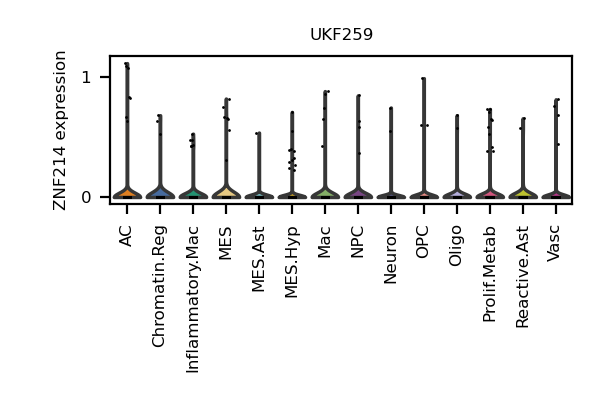 UKF259
ZNF214 expression
1
0
AC
Chromatin.Reg
Inflammatory.Mac
MES
MES.Ast
MES.Hyp
Mac
NPC
Neuron
OPC
Oligo
Prolif.Metab
Reactive.Ast
Vasc